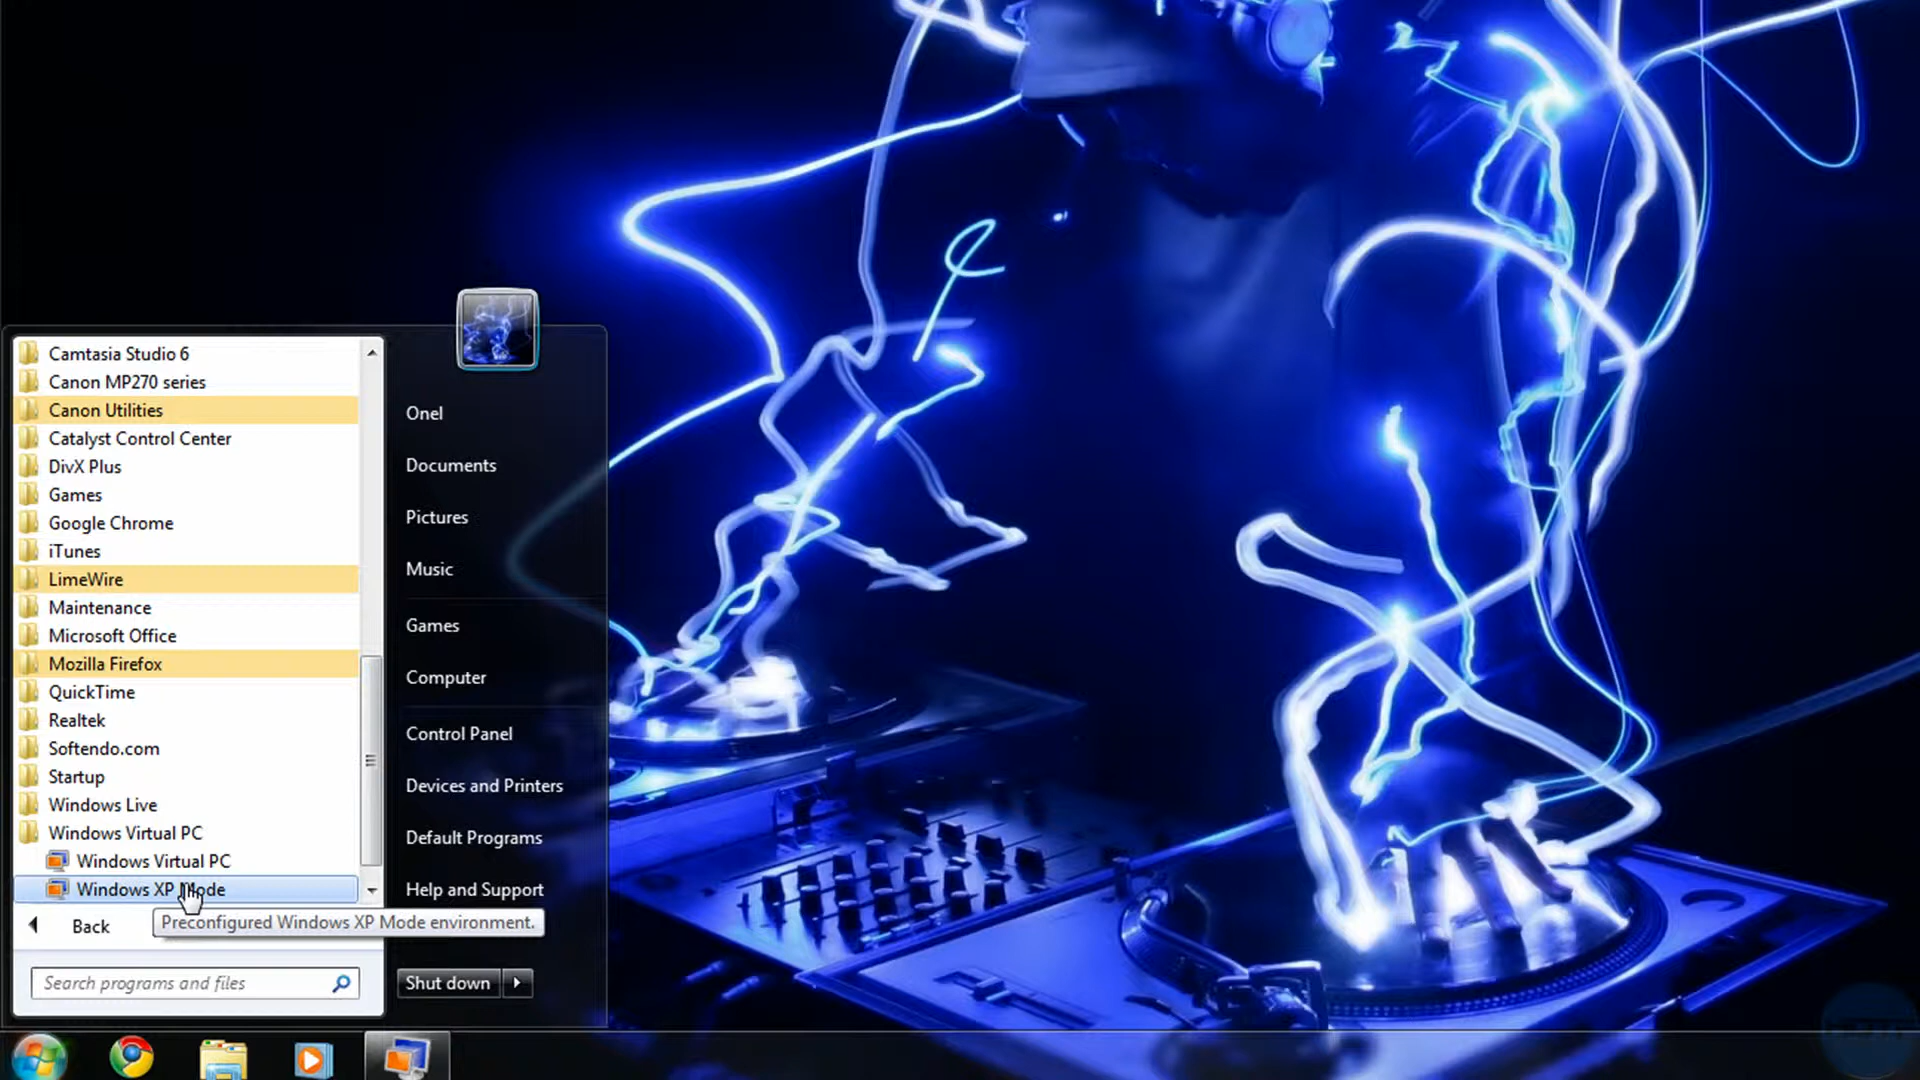 Camtasia Studio 6
Canon MP270 series
Canon Utilities
Catalyst Control Center
DivX Plus
Games
Google Chrome
iTunes
LimeWire
Maintenance
Microsoft Office
Mozilla Firefox
QuickTime
Realtek
Softendo.com
Startup
Windows Live
Windows Virtual PC
Windows Virtual PC
Windows XP Mode
Preconfigured Windows XP Mode environment.
Back
Search programs and files
Onel
Documents
Pictures
Music
Games
Computer
Control Panel
Devices and Printers
Default Programs
Help and Support
Shut down